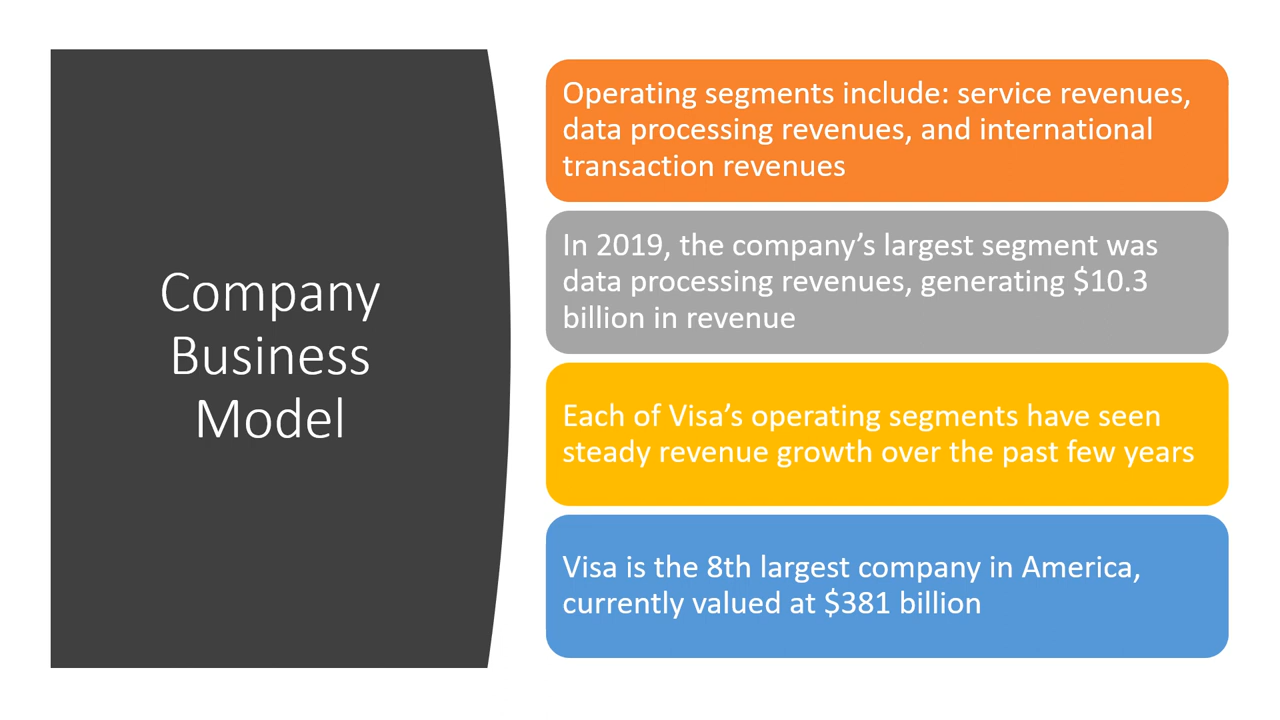 Company
Business
Model
Operating segments include: service revenues,
data processing revenues, and international
transaction revenues
In 2019, the company’s largest segment was
data processing revenues, generating $10.3
billion in revenue
Each of Visa’s operating segments have seen
steady revenue growth over the past few years
Visa is the 8th largest company in America,
currently valued at $381 billion